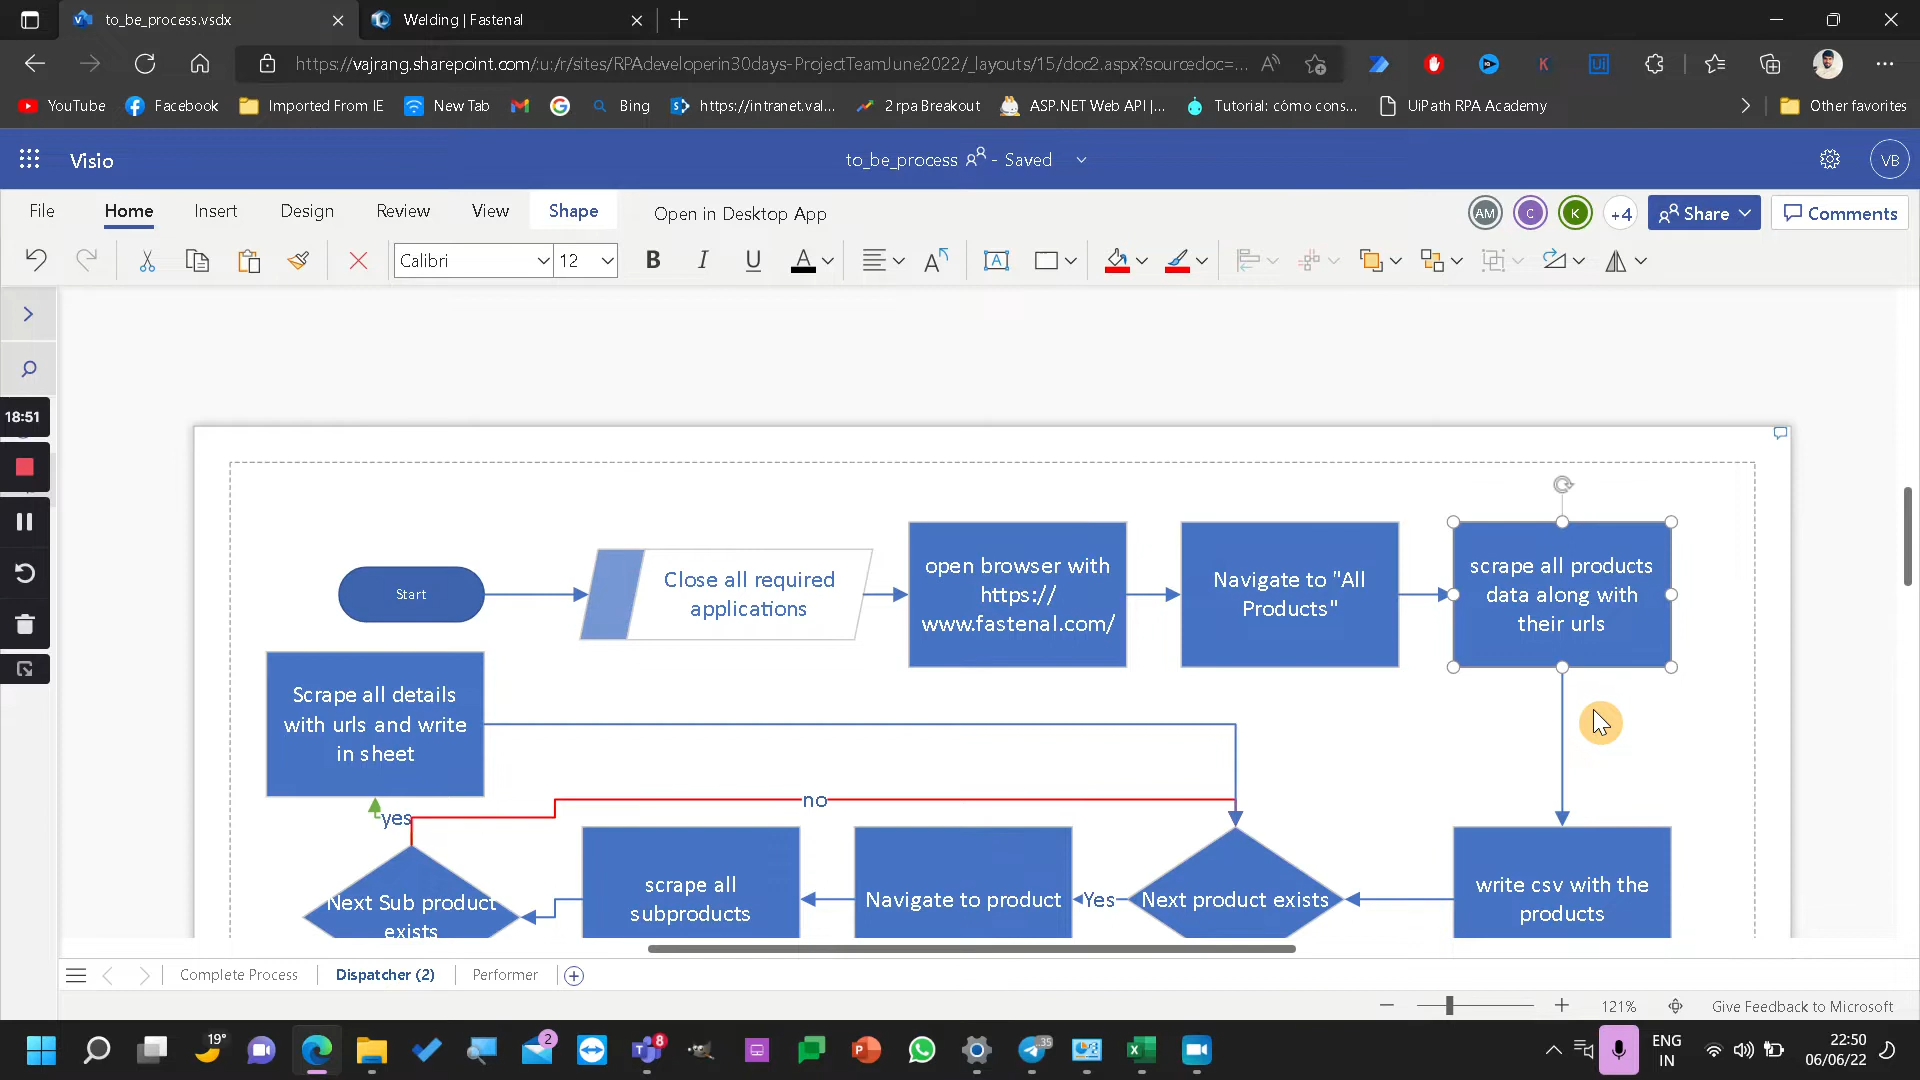 to_be_process.vsdx
Welding | Fastenal
https://vajrang.sharepoint.com/:u:/r/sites/RPAdeveloperin30days-ProjectTeamJune2022/_layouts/15/doc2.aspx?sourcedoc=...
YouTube
Facebook
Imported From IE
New Tab
Bing
https://intranet.val...
2 rpa Breakout
ASP.NET Web API |...
Tutorial: cómo cons...
UiPath RPA Academy
Other favorites
Visio
to_be_process - Saved
VB
File
Home
Insert
Design
Review
View
Shape
Open in Desktop App
AM
C
K
+4
Share
Comments
Calibri
12
B
I
U
A
18:51
Start
Close all required
applications
open browser with
https://
www.fastenal.com/
Navigate to "All
Products"
scrape all products
data along with
their urls
Scrape all details
with urls and write
in sheet
no
yes
Next Sub product
exists
scrape all
subproducts
Navigate to product
Yes
Next product exists
write csv with the
products
Complete Process
Dispatcher (2)
Performer
121%
Give Feedback to Microsoft
19°
2
8
35
ENG
IN
22:50
06/06/22